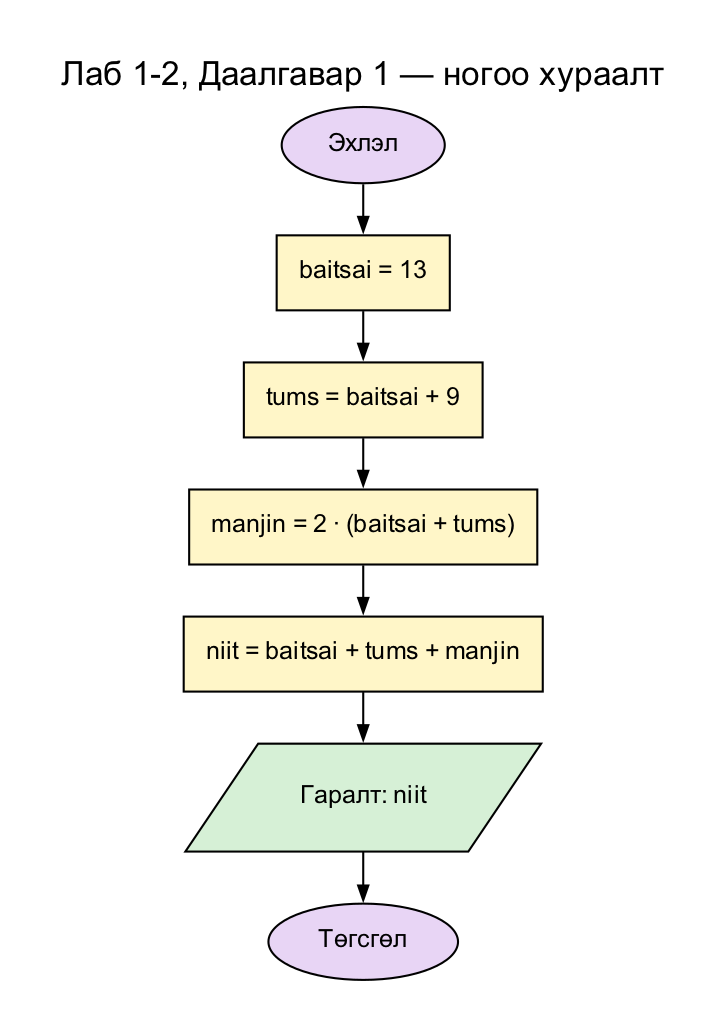 Лаб 1-2, Даалгавар 1 — ногоо хураалт
Эхлэл
baitsai = 13
tums = baitsai + 9
manjin = 2 · (baitsai + tums)
niit = baitsai + tums + manjin
Гаралт: niit
Төгсгөл